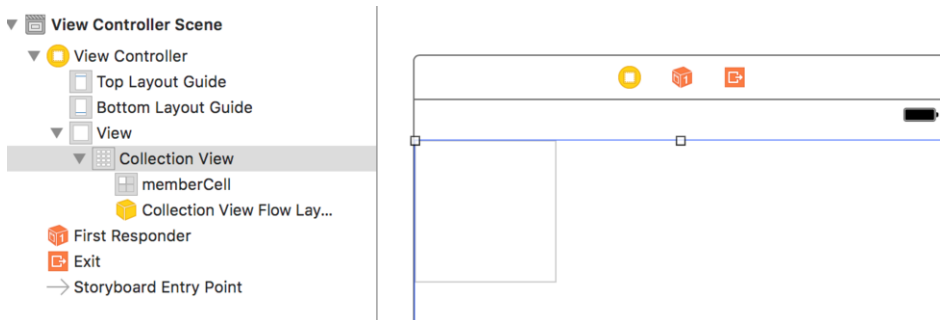 View Controller Scene
View Controller
Top Layout Guide
Bottom Layout Guide
View
Collection View
memberCell
Collection View Flow Lay...
First Responder
Exit
Storyboard Entry Point